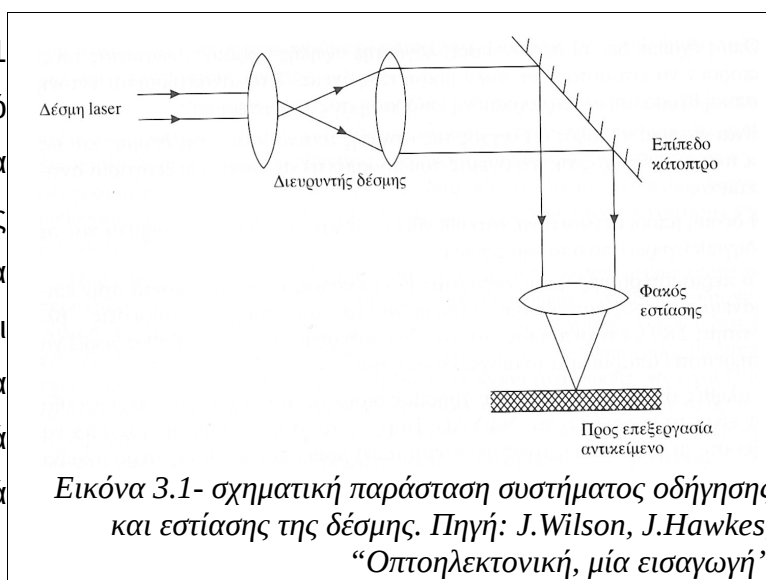 Δέσμη laser
Διευρυντής δέσμης
Επίπεδο
κάτοπτρο
Φακός
εστίασης
Προς επεξεργασία
αντικείμενο
Εικόνα 3.1- σχηματική παράσταση συστήματος οδήγησης
και εστίασης της δέσμης. Πηγή: J.Wilson, J.Hawkes
“Οπτοηλεκτονική, μία εισαγωγή”